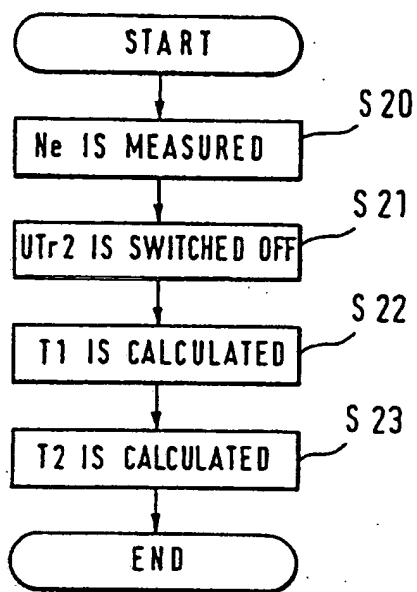 START
S20
Ne IS MEASURED
S21
UTr2 IS SWITCHED OFF
S22
T1 IS CALCULATED
S23
T2 IS CALCULATED
END